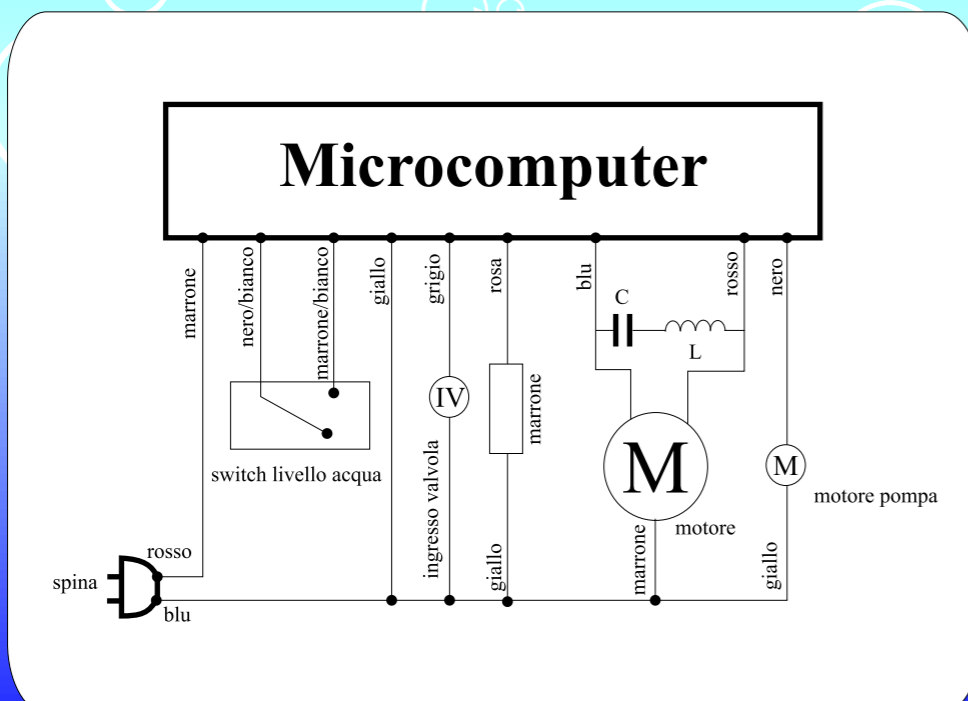 Microcomputer
marrone
nero/bianco
marrone/bianco
giallo
grigio
rosa
blu
rosso
nero
C
L
IV
marrone
M
M
switch livello acqua
ingresso valvola
giallo
marrone
motore
giallo
motore pompa
rosso
spina
blu